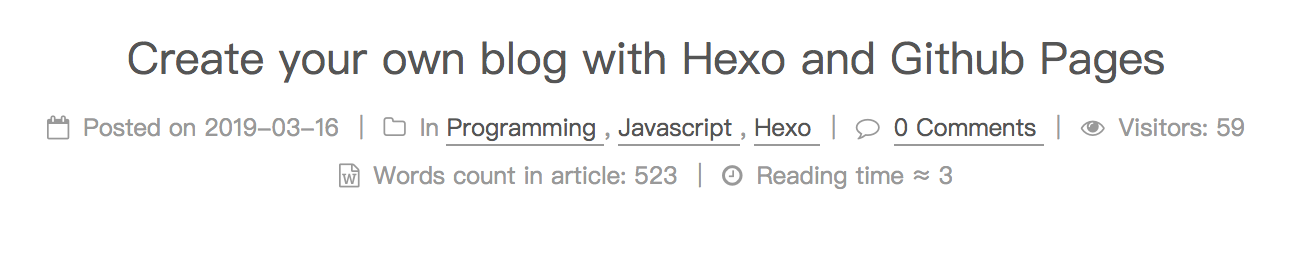 Create your own blog with Hexo and Github Pages
Posted on 2019-03-16 | In Programming , Javascript , Hexo | 0 Comments | Visitors: 59
Words count in article: 523 | Reading time ≈ 3